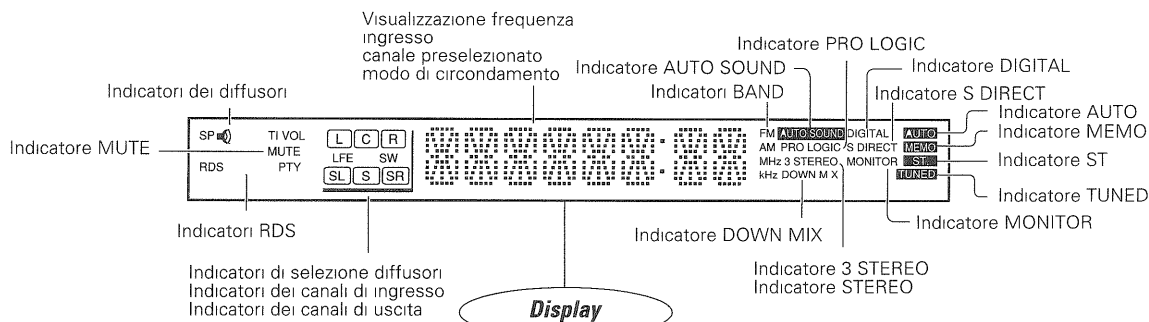 Visualizzazione frequenza
ingresso
canale preselezionato
modo di circondamento
Indicatore PRO LOGIC
Indicatore AUTO SOUND
Indicatore DIGITAL
Indicatori dei diffusori
Indicatori BAND
Indicatore S DIRECT
Indicatore AUTO
Indicatore MEMO
Indicatore ST
Indicatore TUNED
Indicatore MUTE
SP TI VOL
MUTE
RDS PTY
L C R
LFE SW
SL S SR
FM AUTO SOUND DIGITAL AUTO
AM PRO LOGIC S DIRECT MEMO
MHz 3 STEREO MONITOR ST.
kHz DOWN M X TUNED
Indicatori RDS
Indicatore DOWN MIX
Indicatore MONITOR
Indicatori di selezione diffusori
Indicatori dei canali di ingresso
Indicatori dei canali di uscita
Indicatore 3 STEREO
Indicatore STEREO
Display